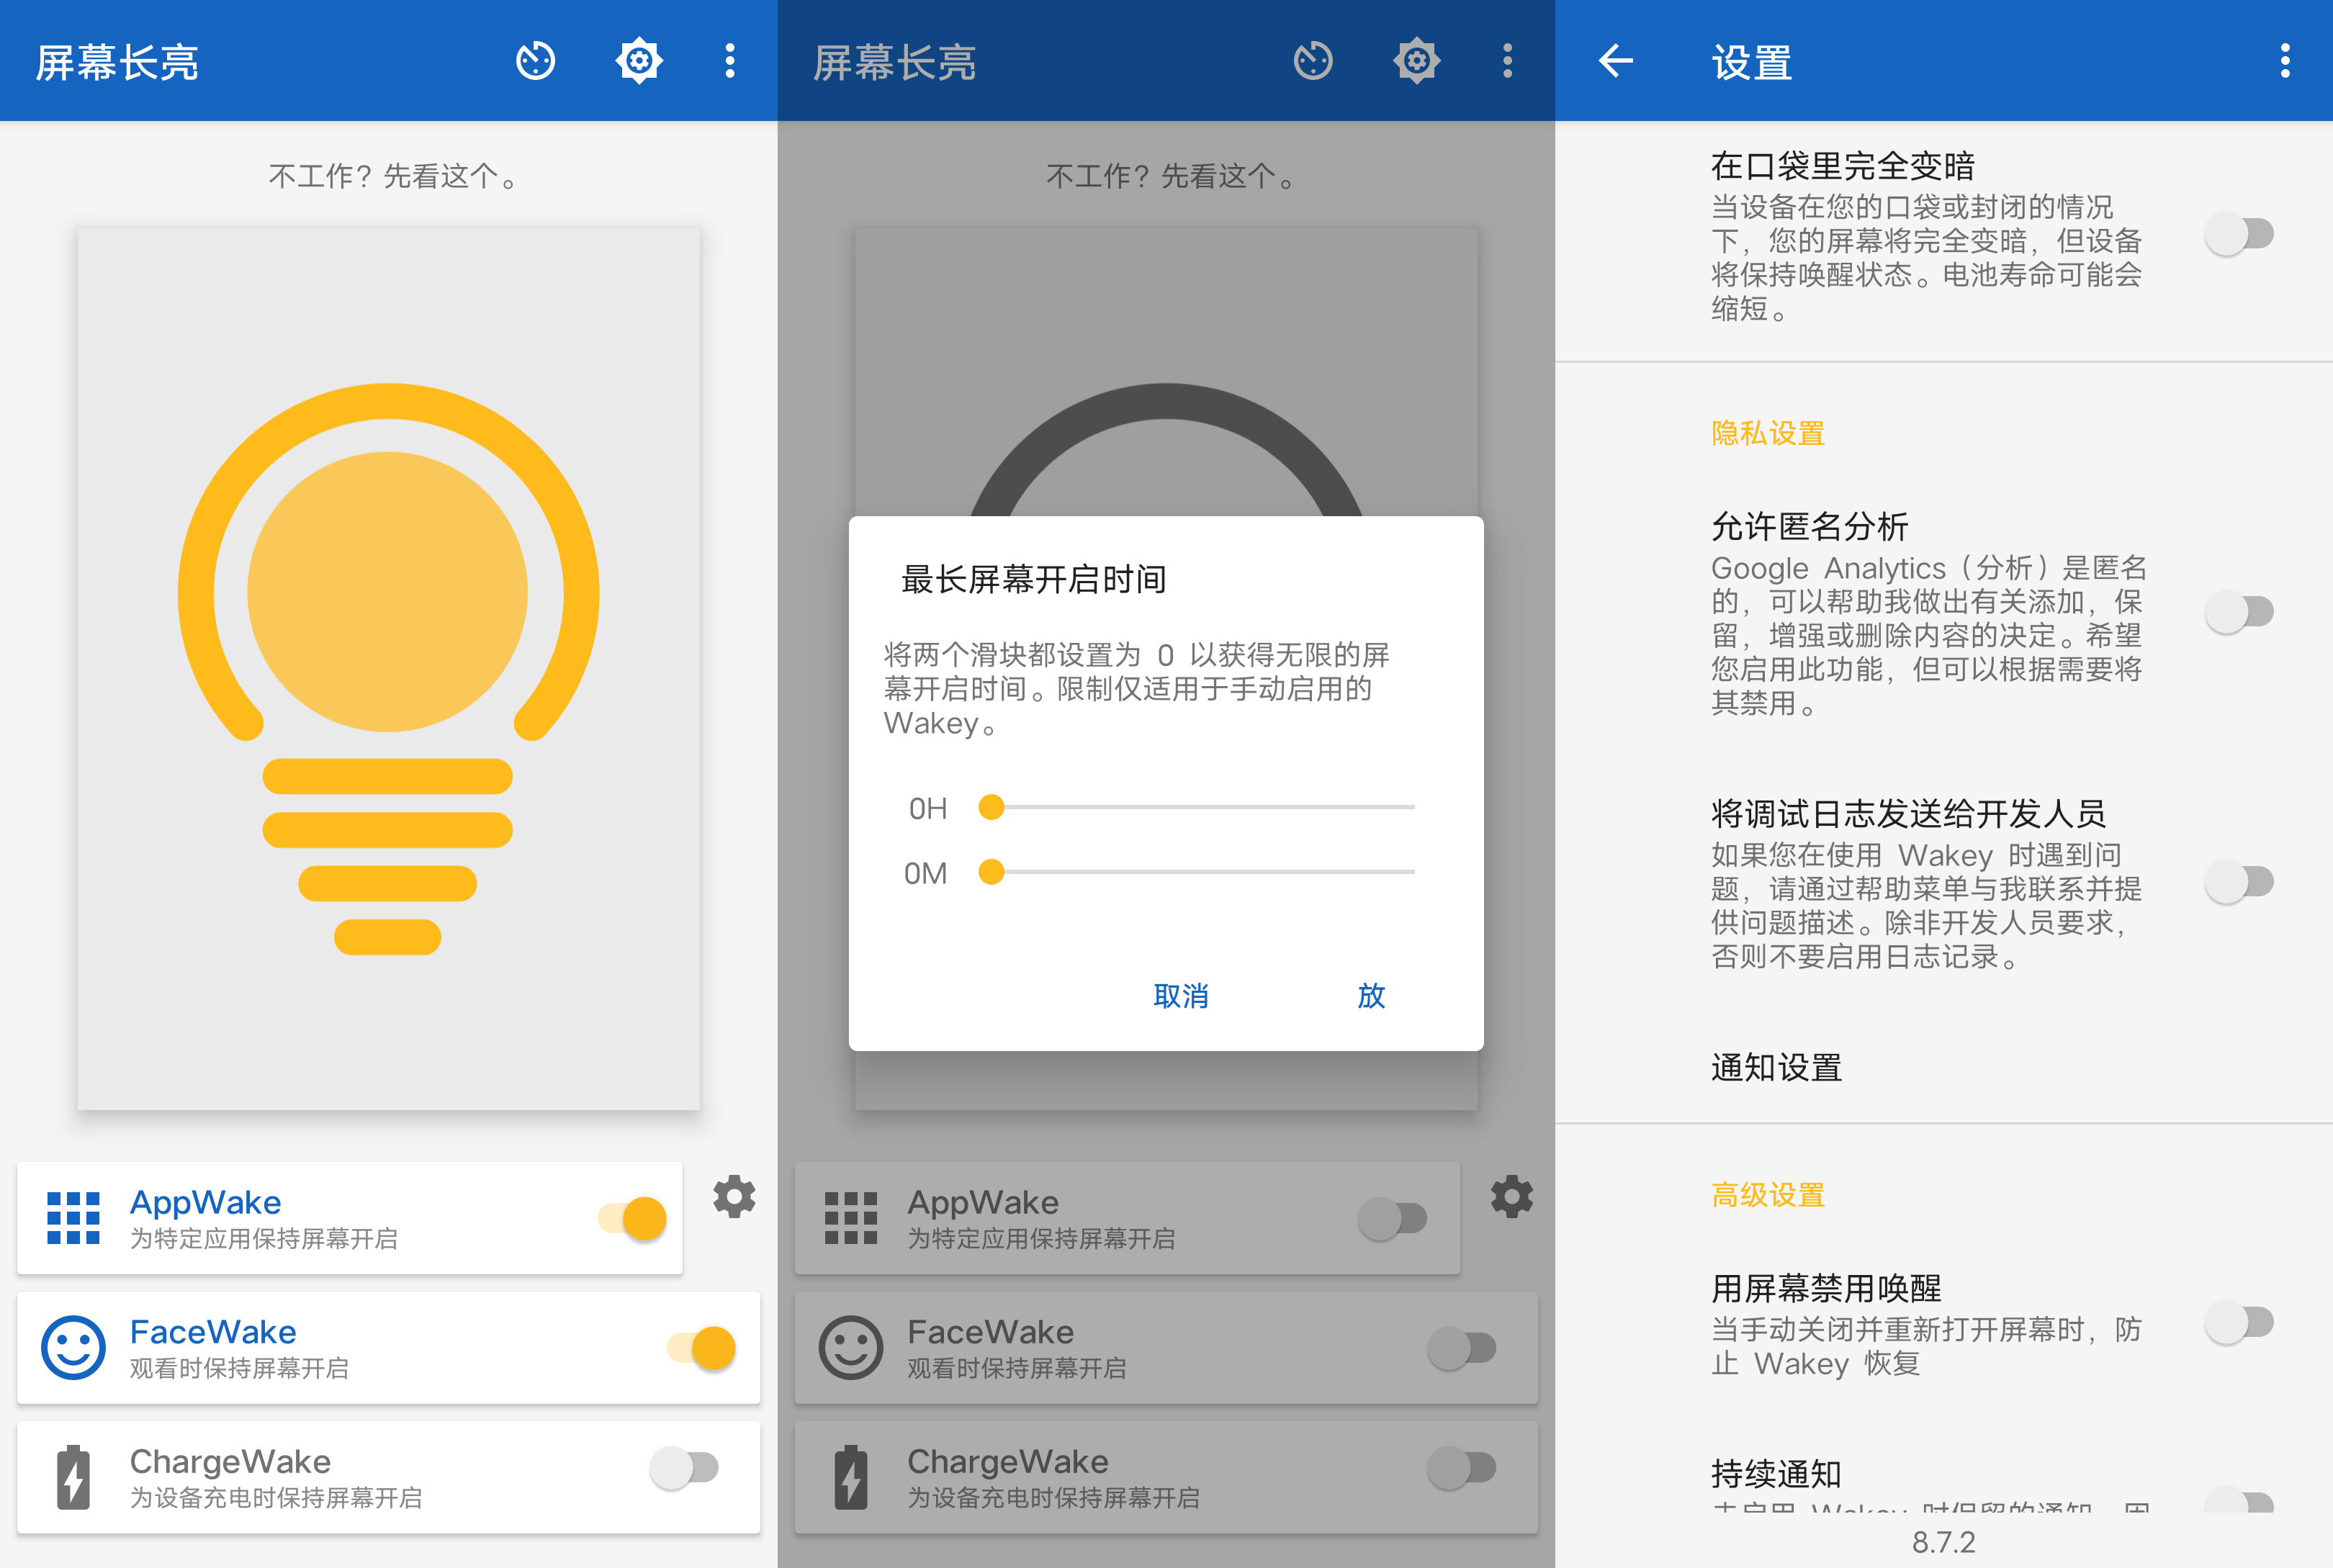 屏幕长亮
不工作？先看这个。
AppWake
为特定应用保持屏幕开启
FaceWake
观看时保持屏幕开启
ChargeWake
为设备充电时保持屏幕开启
屏幕长亮
不工作？先看这个。
最长屏幕开启时间
将两个滑块都设置为 0 以获得无限的屏
幕开启时间。限制仅适用于手动启用的
Wakey。
0H
0M
取消 放
AppWake
为特定应用保持屏幕开启
FaceWake
观看时保持屏幕开启
ChargeWake
为设备充电时保持屏幕开启
设置
在口袋里完全变暗
当设备在您的口袋或封闭的情况
下，您的屏幕将完全变暗，但设备
将保持唤醒状态。电池寿命可能会
缩短。
隐私设置
允许匿名分析
Google Analytics（分析）是匿名
的，可以帮助我做出有关添加，保
留，增强或删除内容的决定。希望
您启用此功能，但可以根据需要将
其禁用。
将调试日志发送给开发人员
如果您在使用 Wakey 时遇到问
题，请通过帮助菜单与我联系并提
供问题描述。除非开发人员要求，
否则不要启用日志记录。
通知设置
高级设置
用屏幕禁用唤醒
当手动关闭并重新打开屏幕时，防
止 Wakey 恢复
持续通知
8.7.2